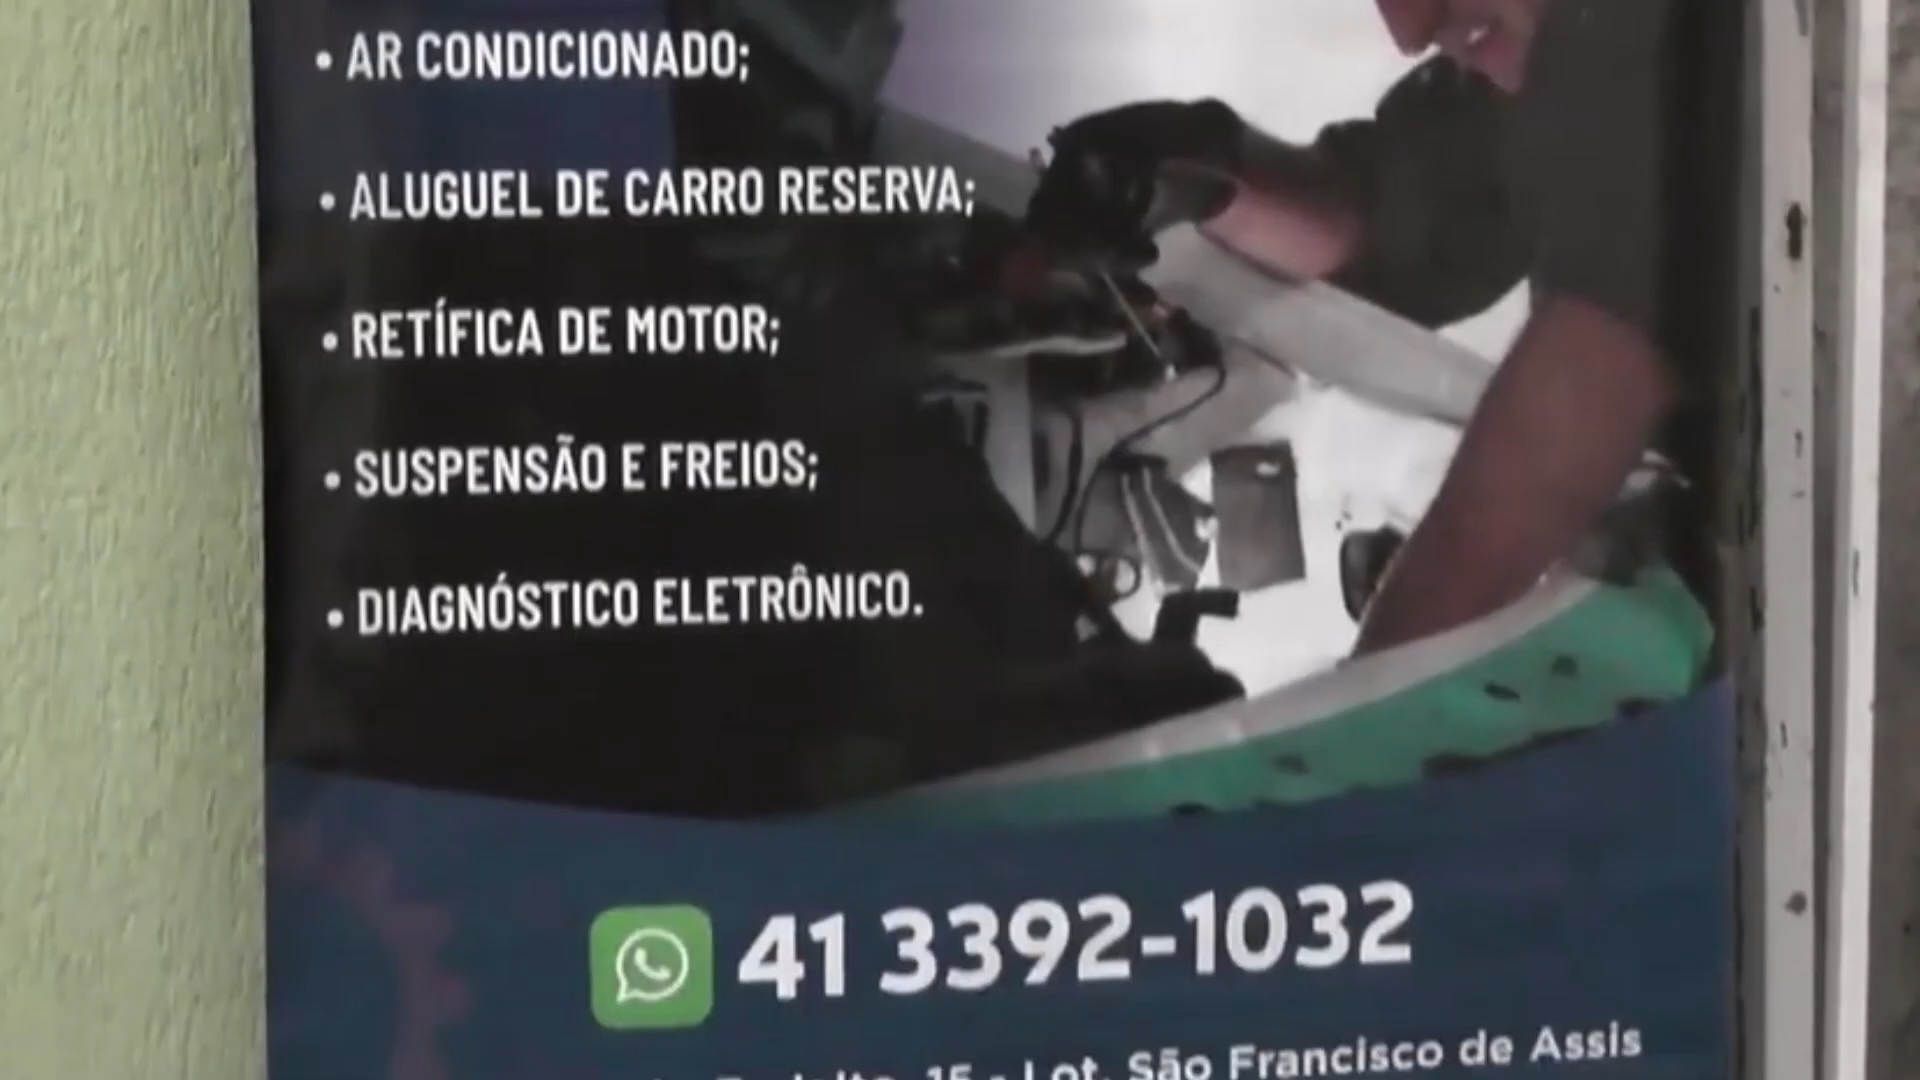 • AR CONDICIONADO;
• ALUGUEL DE CARRO RESERVA;
• RETÍFICA DE MOTOR;
• SUSPENSÃO E FREIOS;
• DIAGNÓSTICO ELETRÔNICO.
41 3392-1032
15 - Lot. São Francisco de Assis